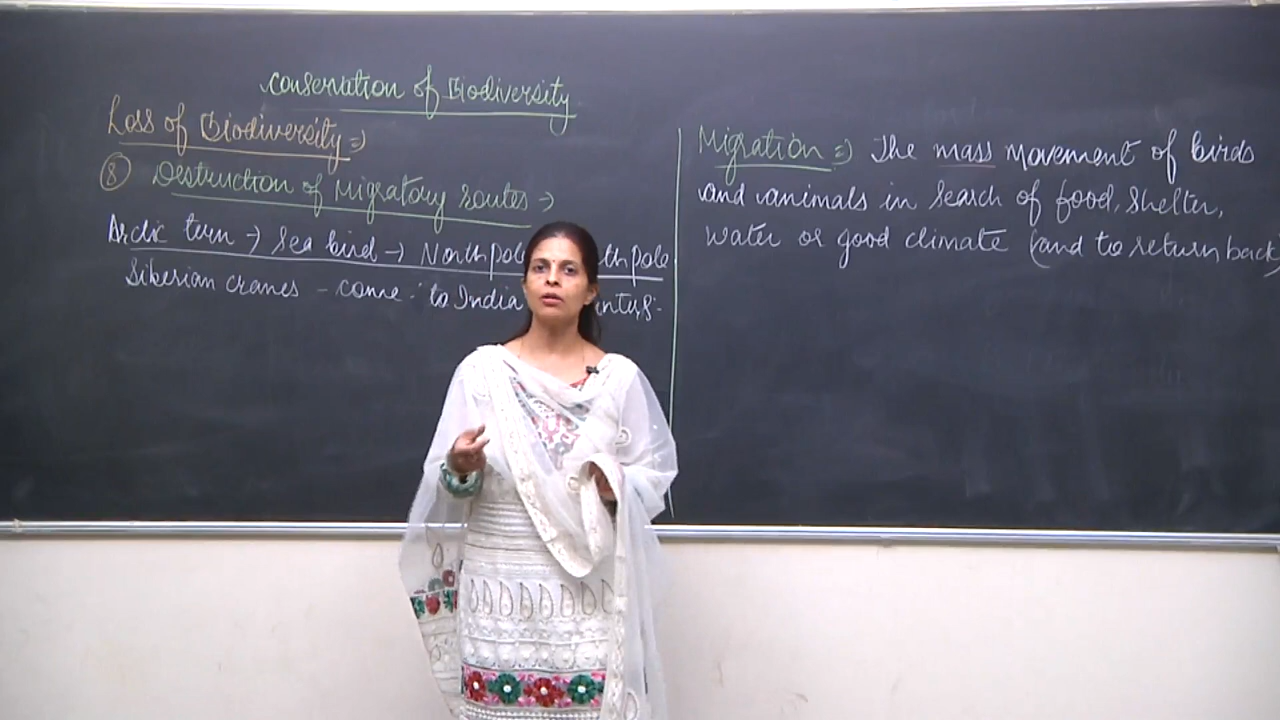 Conservation of Biodiversity
Loss of Biodiversity ⇒
⑧ Destruction of Migratory routes →
Arctic tern → Sea bird → North pole th pole
Siberian cranes - come to India
Migration ⇒ The mass movement of birds
and animals in search of food, shelter,
water or good climate (and to return back